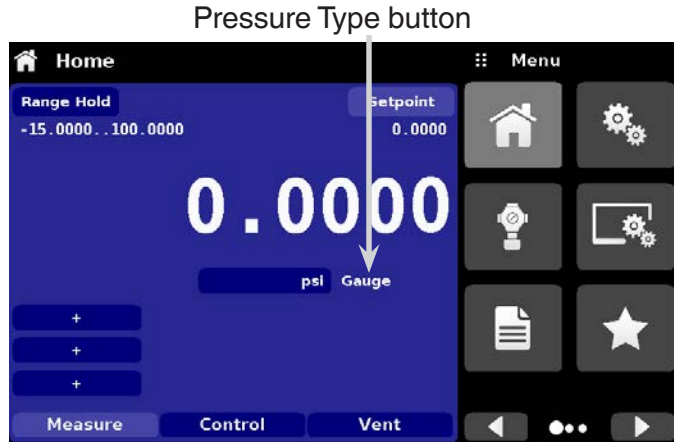 Pressure Type button
Home
Menu
Range Hold
Setpoint
-15.0000..100.0000
0.0000
0.0000
psi Gauge
+
+
+
Measure Control Vent